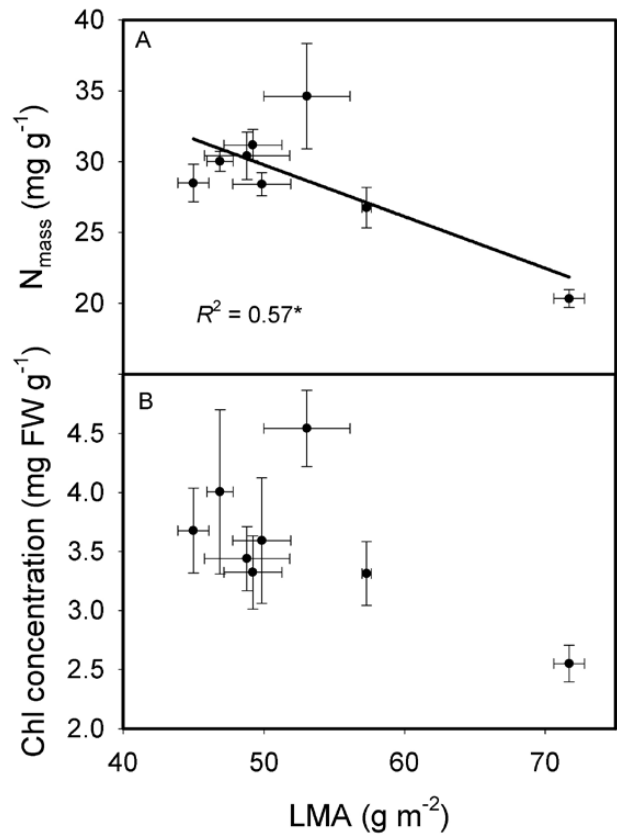 A
40
35
30
25
20
N_mass (mg g⁻¹)
R² = 0.57*
B
4.5
4.0
3.5
3.0
2.5
2.0
Chl concentration (mg FW g⁻¹)
40 50 60 70
LMA (g m⁻²)